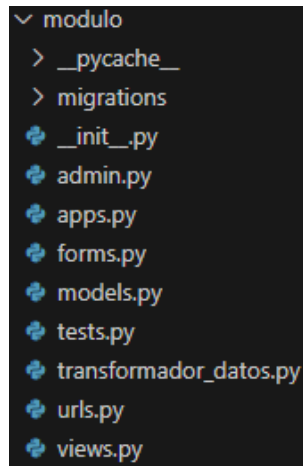 modulo
__pycache__
migrations
__init__.py
admin.py
apps.py
forms.py
models.py
tests.py
transformador_datos.py
urls.py
views.py